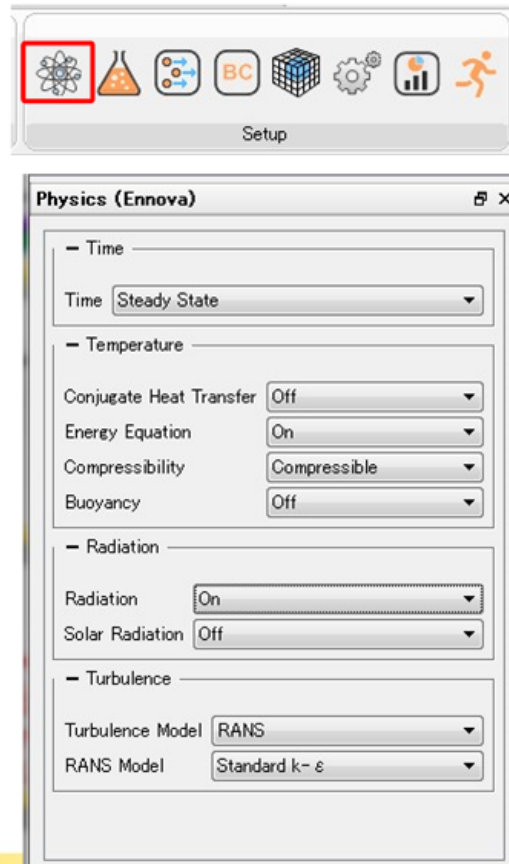 BC
Setup
Physics (Ennova)
Time
Time Steady State
Temperature
Conjugate Heat Transfer Off
Energy Equation On
Compressibility Compressible
Buoyancy Off
Radiation
Radiation On
Solar Radiation Off
Turbulence
Turbulence Model RANS
RANS Model Standard k- ε